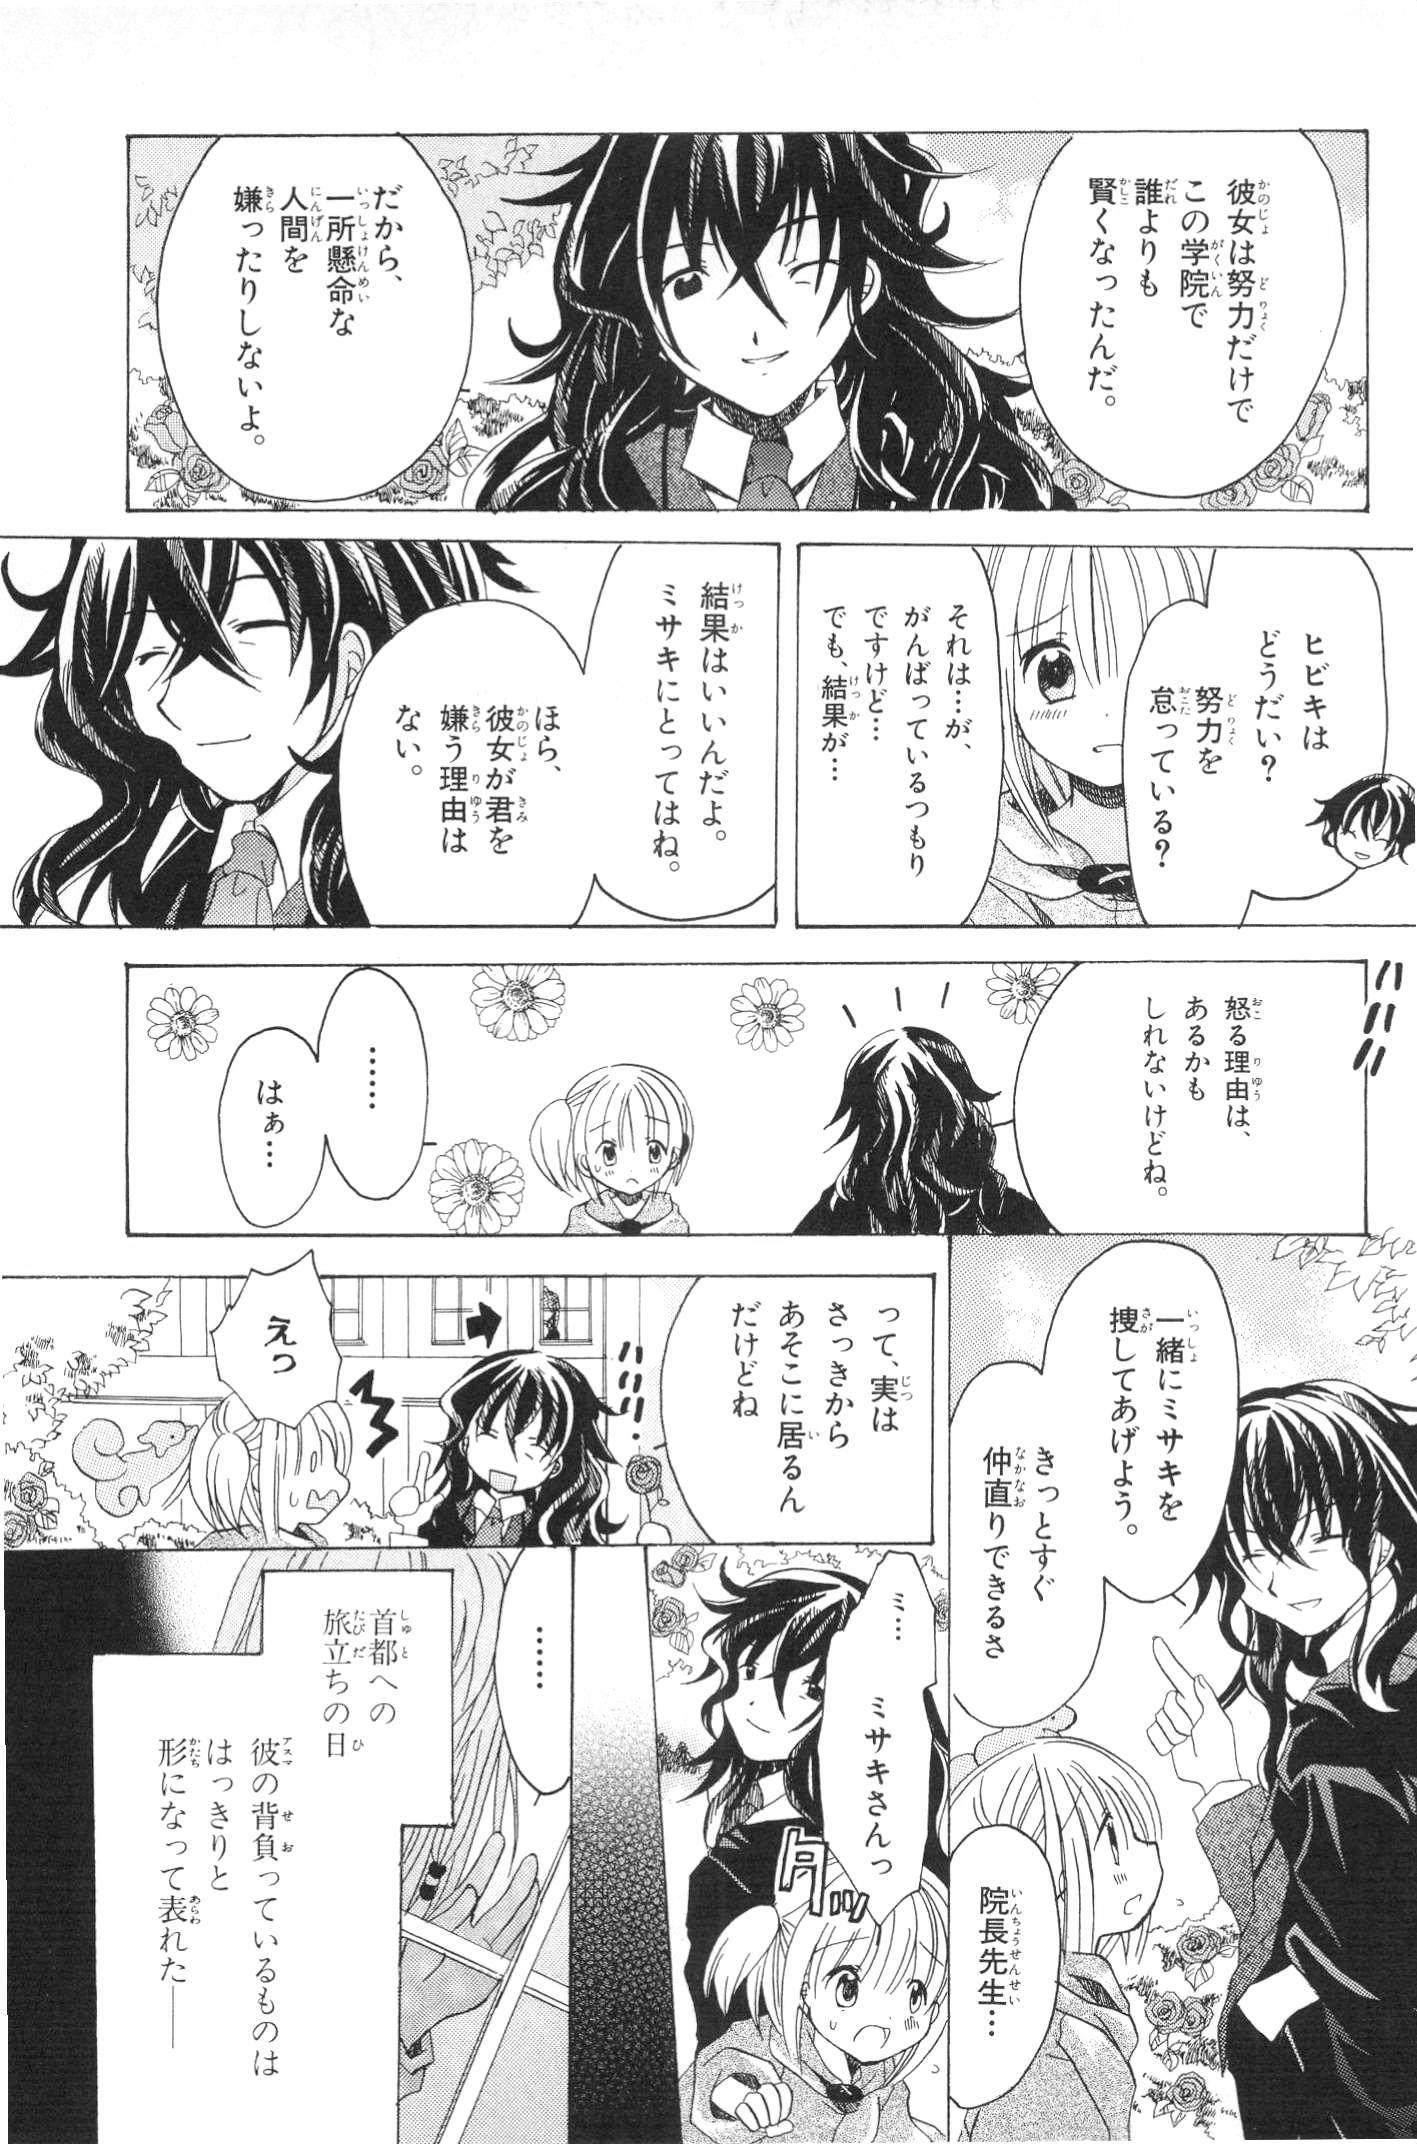 彼女は努力だけで
この学院で
誰よりも
賢くなったんだ。
だから、
一所懸命な
人間を
嫌ったりしないよ。
ヒビキは
どうだい?
努力を
怠っている?
それは…が、
がんばっているつもり
ですけど…
でも、結果が…
結果はいいんだよ。
ミサキにとってはね。
ほら、
彼女が君を
嫌う理由は
ない。
ハハハ
怒る理由は、
あるかも
しれないけどね。
……
はぁ…
一緒にミサキを
捜してあげよう。
きっとすぐ
仲直りできるさ
院長先生…
って、実は
さっきから
あそこに居るん
だけどね
ハハハ
えっ
ミ…
ミサキさんっ
……
首都への
旅立ちの日
彼の背負っているものは
はっきりと
形になって表れた――